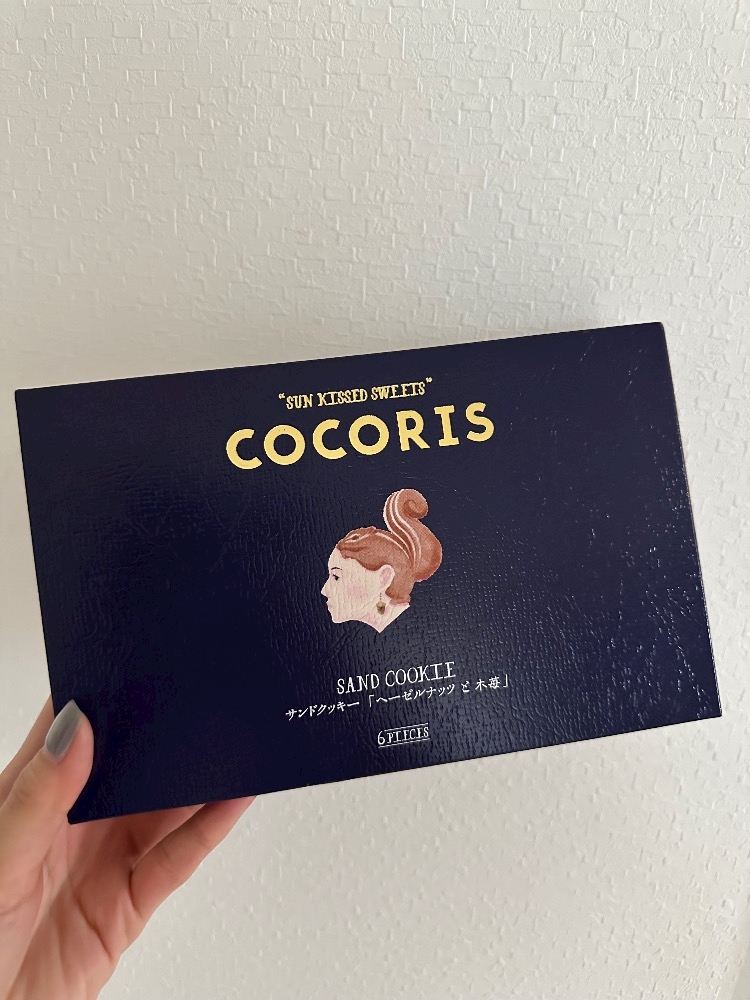 "SUN KISSED SWEETS"
COCORIS
SAND COOKIE
サンドクッキー「ヘーゼルナッツ と 木苺」
6 PIECES